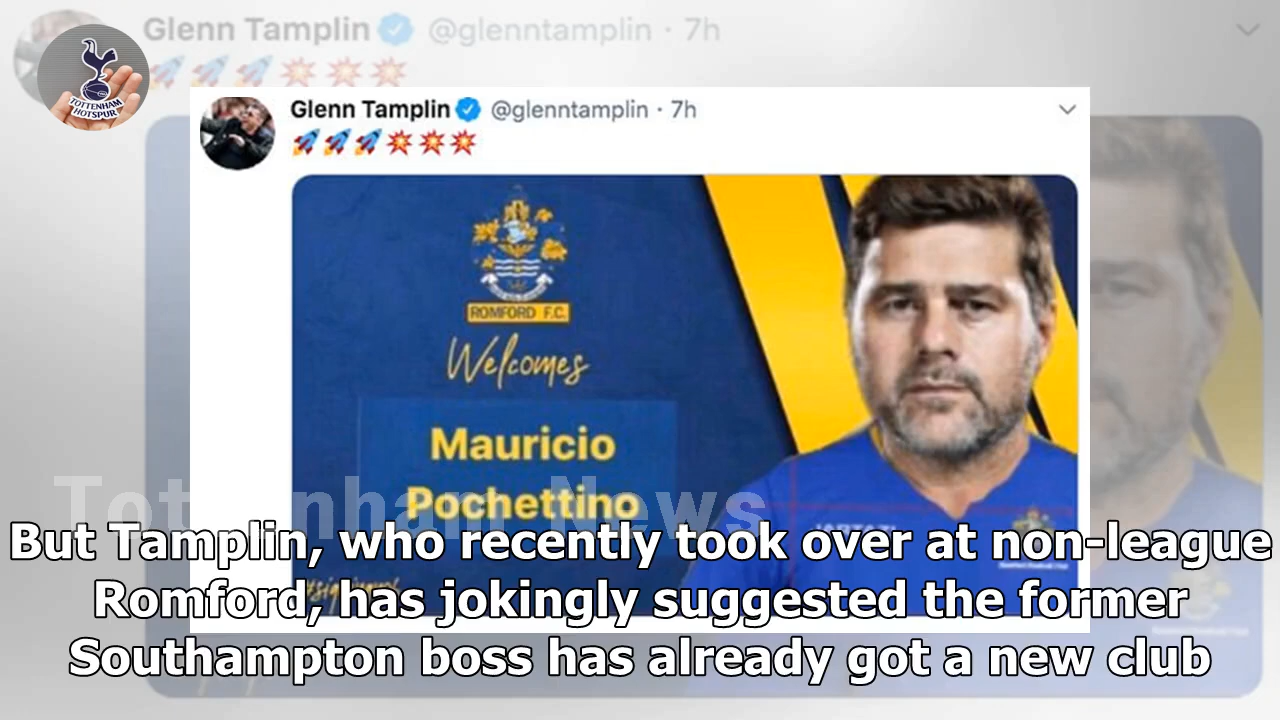 Glenn Tamplin @glenntamplin · 7h
TOTTENHAM
HOTSPUR
Glenn Tamplin @glenntamplin · 7h
ROMFORD F.C.
Welcomes
Mauricio
Pochettino
Tottenham News
But Tamplin, who recently took over at non-league
Romford, has jokingly suggested the former
Southampton boss has already got a new club